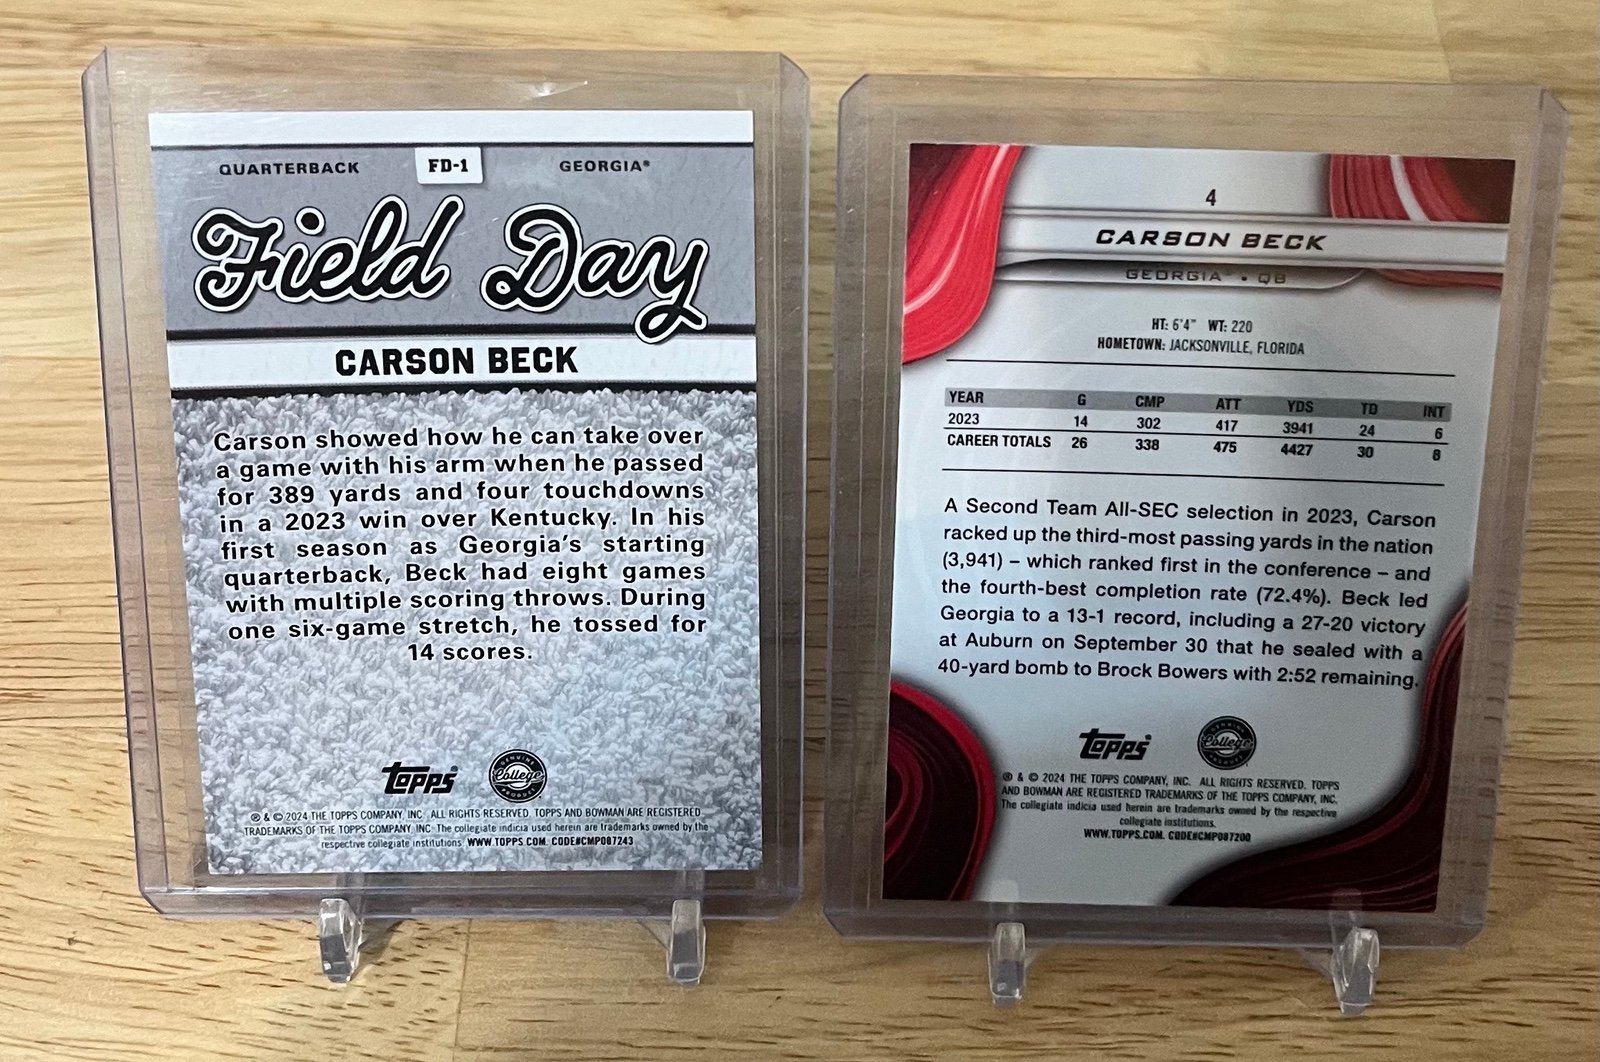 QUARTERBACK FD-1 GEORGIA®
Field Day
CARSON BECK
Carson showed how he can take over
a game with his arm when he passed
for 389 yards and four touchdowns
in a 2023 win over Kentucky. In his
first season as Georgia's starting
quarterback, Beck had eight games
with multiple scoring throws. During
one six-game stretch, he tossed for
14 scores.
Topps GENUINE College PRODUCT
® & © 2024 THE TOPPS COMPANY, INC. ALL RIGHTS RESERVED. TOPPS AND BOWMAN ARE REGISTERED
TRADEMARKS OF THE TOPPS COMPANY, INC. The collegiate indicia used herein are trademarks owned by the
respective collegiate institutions. WWW.TOPPS.COM. CODE#CMP087243
4
CARSON BECK
GEORGIA® • QB
HT: 6'4" WT: 220
HOMETOWN: JACKSONVILLE, FLORIDA
YEAR G CMP ATT YDS TD INT
2023 14 302 417 3941 24 6
CAREER TOTALS 26 338 475 4427 30 8
A Second Team All-SEC selection in 2023, Carson
racked up the third-most passing yards in the nation
(3,941) – which ranked first in the conference – and
the fourth-best completion rate (72.4%). Beck led
Georgia to a 13-1 record, including a 27-20 victory
at Auburn on September 30 that he sealed with a
40-yard bomb to Brock Bowers with 2:52 remaining.
Topps GENUINE College PRODUCT
® & © 2024 THE TOPPS COMPANY, INC. ALL RIGHTS RESERVED. TOPPS
AND BOWMAN ARE REGISTERED TRADEMARKS OF THE TOPPS COMPANY, INC.
The collegiate indicia used herein are trademarks owned by the respective
collegiate institutions.
WWW.TOPPS.COM. CODE#CMP087200